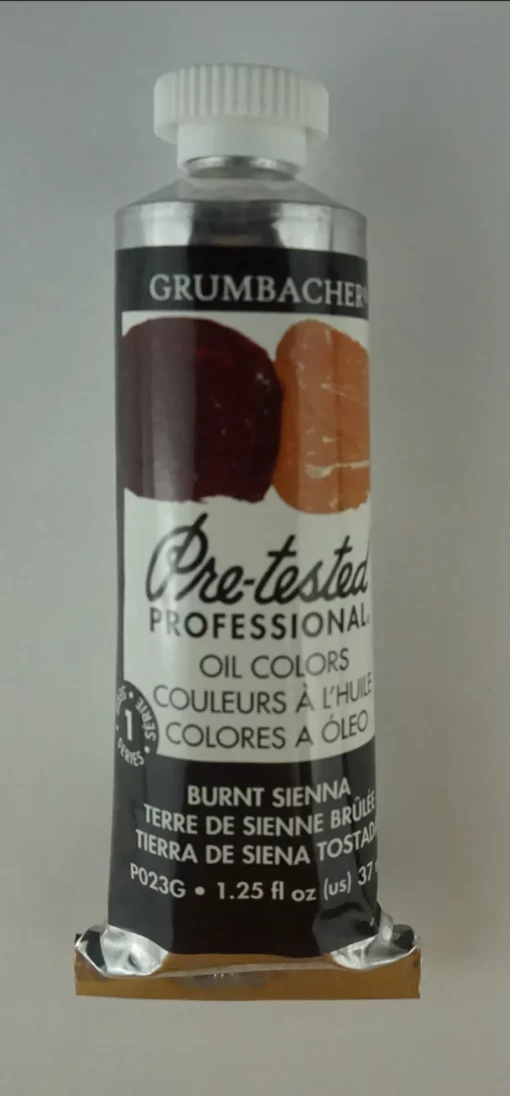 GRUMBACHER®
Pre-tested
PROFESSIONAL
OIL COLORS
COULEURS À L'HUILE
COLORES A ÓLEO
SÉRIE
1
SERIES
BURNT SIENNA
TERRE DE SIENNE BRÛLÉE
TIERRA DE SIENA TOSTADA
P023G • 1.25 fl oz (us) 37